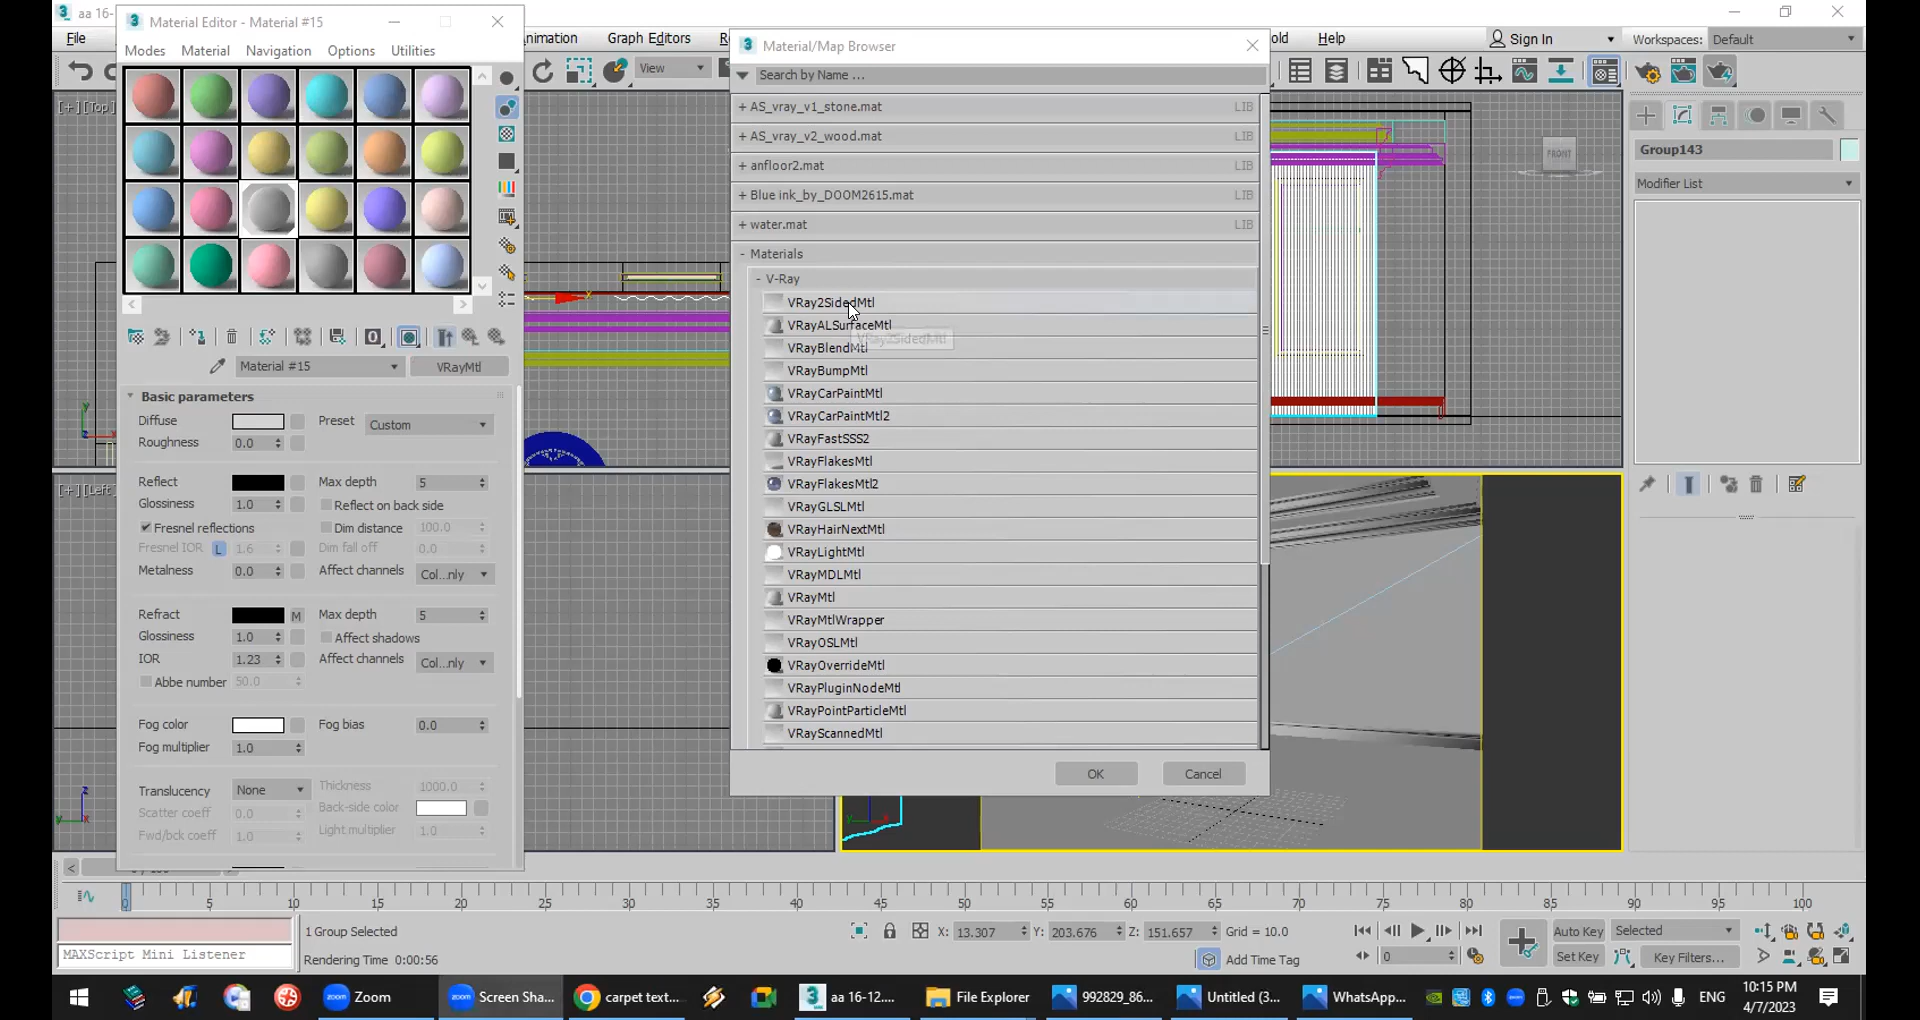 aa 16-
Material Editor - Material #15
Modes Material Navigation Options Utilities
File
nimation Graph Editors
Help
Sign In
Workspaces: Default
View
[+][Top]
Material/Map Browser
Search by Name ...
+ AS_vray_v1_stone.mat LIB
+ AS_vray_v2_wood.mat LIB
+ anfloor2.mat LIB
+ Blue ink_by_DOOM2615.mat LIB
+ water.mat LIB
- Materials
- V-Ray
VRay2SidedMtl
VRayALSurfaceMtl
VRay2SidedMtl
VRayBlendMtl
VRayBumpMtl
VRayCarPaintMtl
VRayCarPaintMtl2
VRayFastSSS2
VRayFlakesMtl
VRayFlakesMtl2
VRayGLSLMtl
VRayHairNextMtl
VRayLightMtl
VRayMDLMtl
VRayMtl
VRayMtlWrapper
VRayOSLMtl
VRayOverrideMtl
VRayPluginNodeMtl
VRayPointParticleMtl
VRayScannedMtl
OK Cancel
Material #15 VRayMtl
Basic parameters
Diffuse Preset Custom
Roughness 0.0
Reflect Max depth 5
Glossiness 1.0 Reflect on back side
Fresnel reflections Dim distance 100.0
Fresnel IOR L 1.6 Dim fall off 0.0
Metalness 0.0 Affect channels Col...nly
Refract M Max depth 5
Glossiness 1.0 Affect shadows
IOR 1.23 Affect channels Col...nly
Abbe number 50.0
Fog color Fog bias 0.0
Fog multiplier 1.0
Translucency None Thickness 1000.0
Scatter coeff 0.0 Back-side color
Fwd/bck coeff 1.0 Light multiplier 1.0
[+][Left]
FRONT
Group143
Modifier List
0 5 10 15 20 25 30 35 40 45 50 55 60 65 70 75 80 85 90 95 100
1 Group Selected
X: 13.307 Y: 203.676 Z: 151.657 Grid = 10.0
Auto Key Selected
MAXScript Mini Listener
Rendering Time 0:00:56
Add Time Tag
0
Set Key Key Filters...
Zoom
Screen Sha...
carpet text...
aa 16-12....
File Explorer
992829_86...
Untitled (3...
WhatsApp...
ENG
10:15 PM
4/7/2023